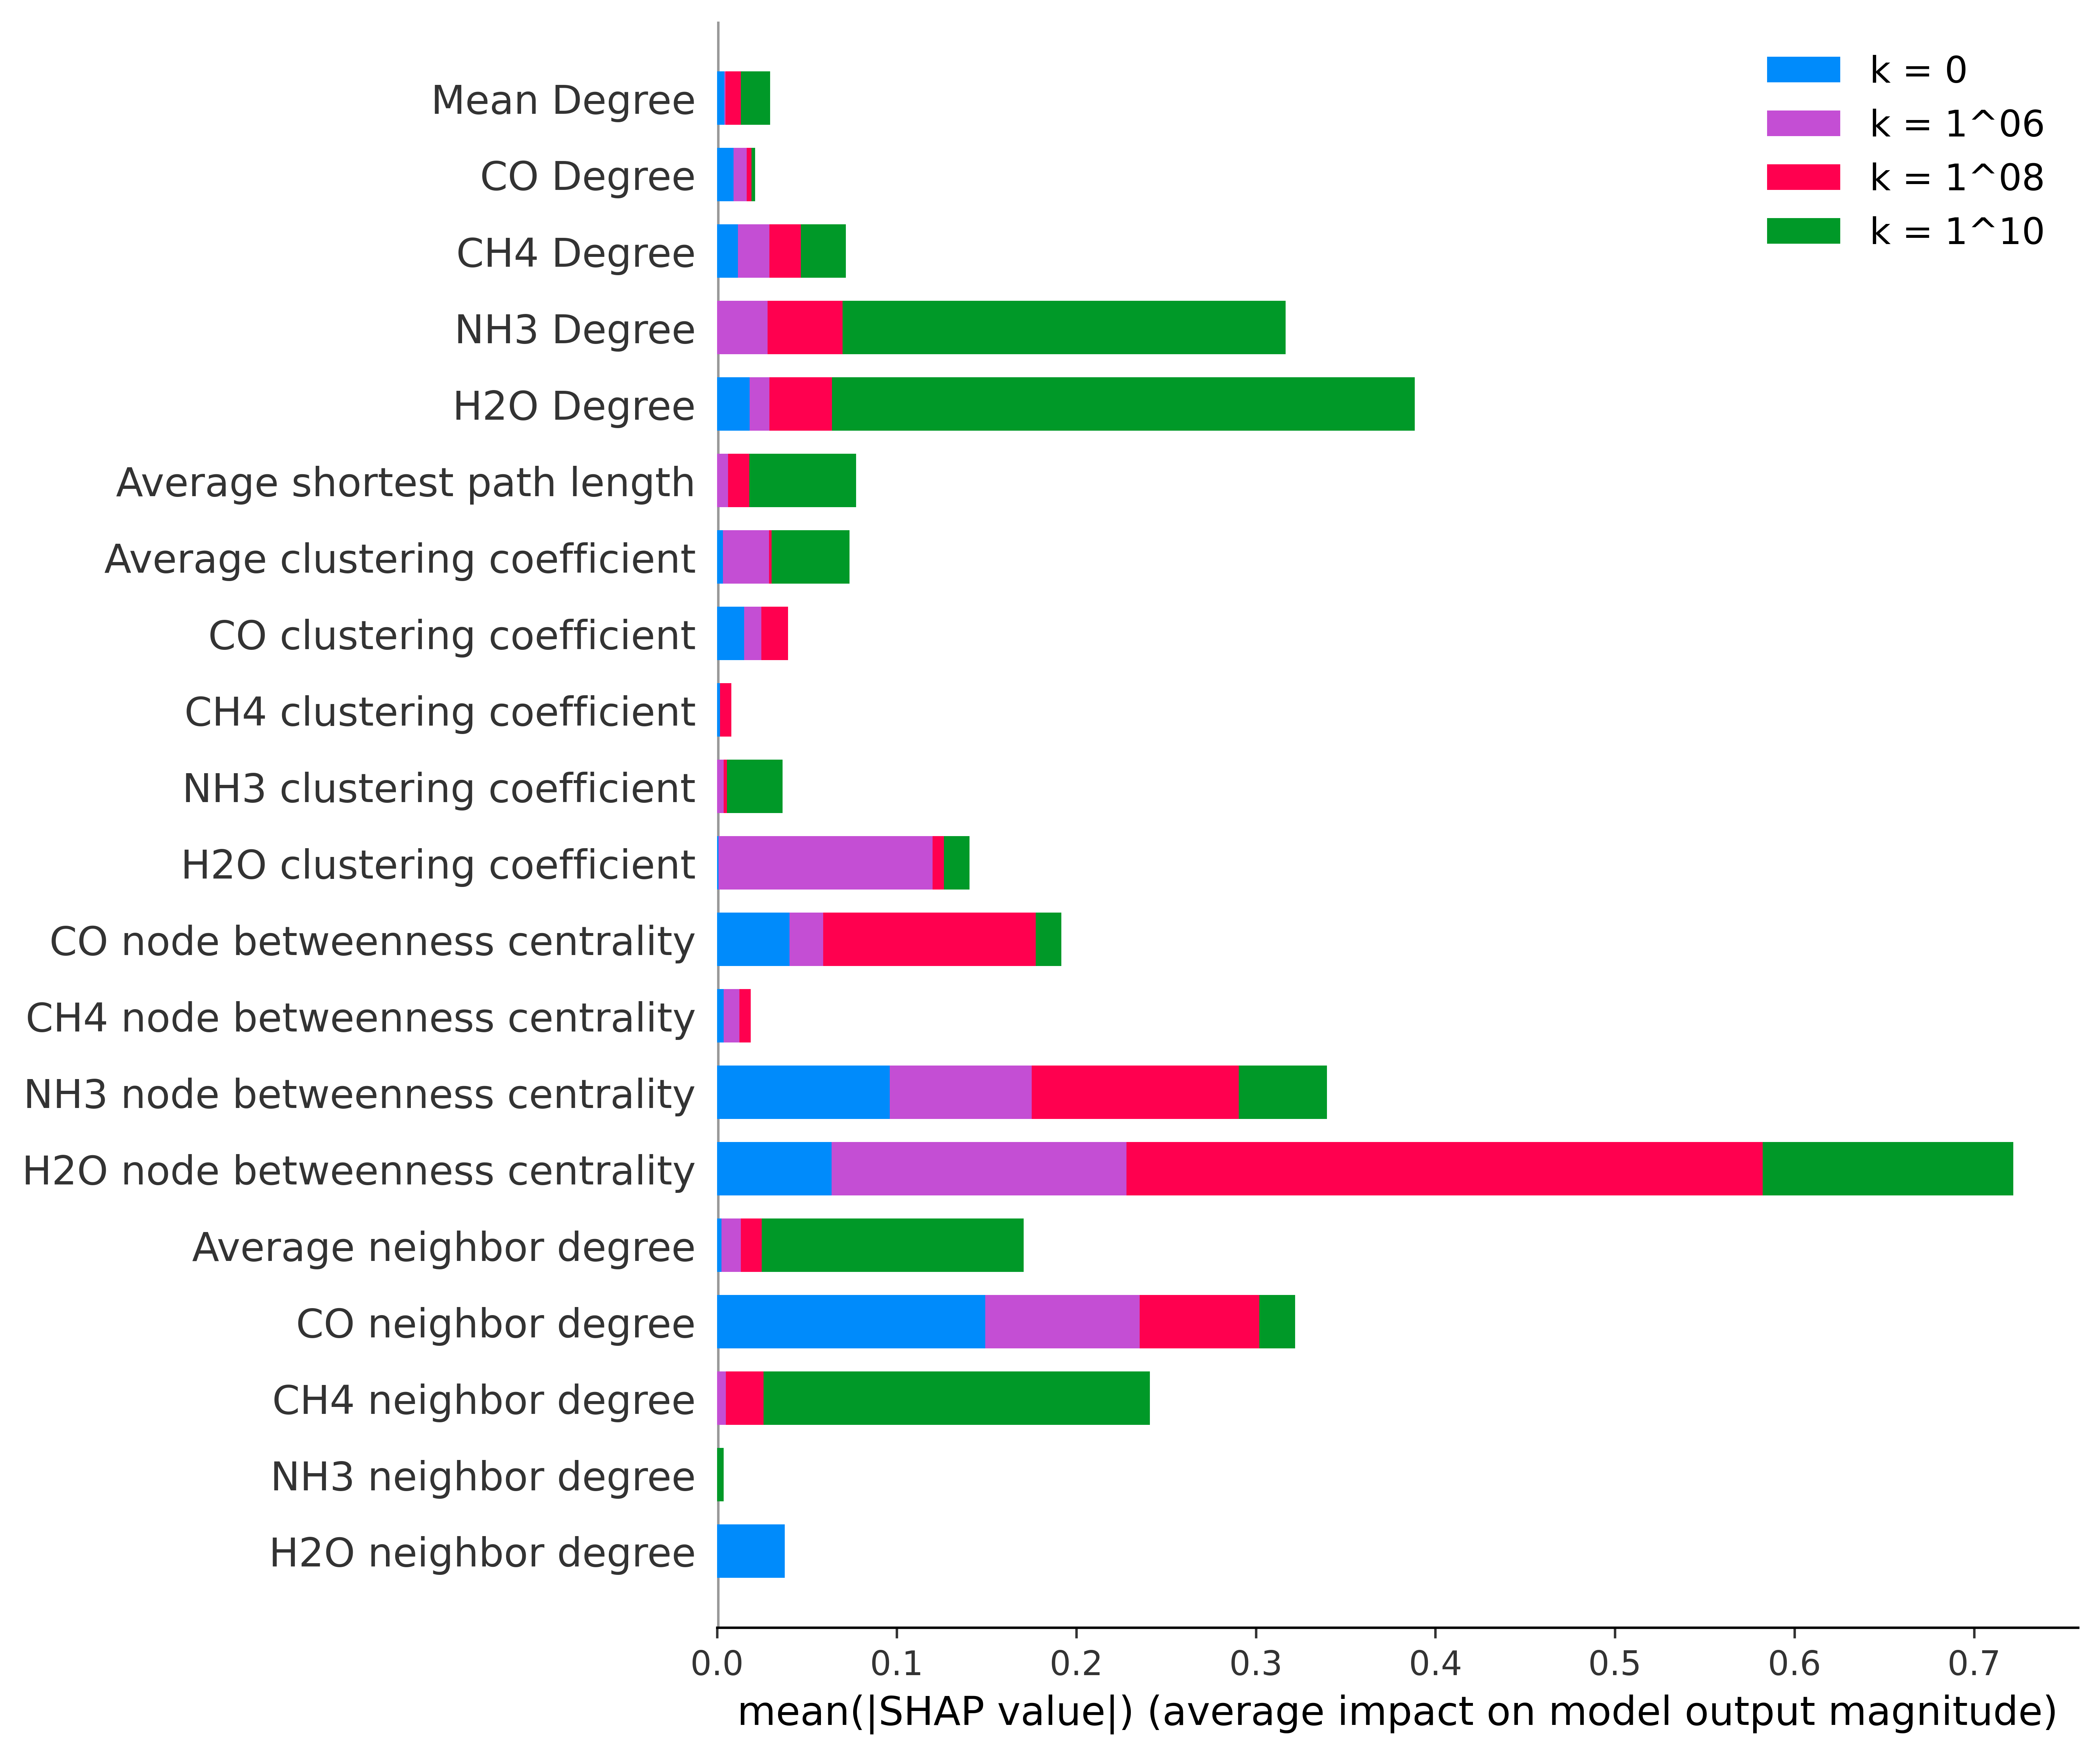 k = 0
k = 1^06
k = 1^08
k = 1^10
Mean Degree
CO Degree
CH4 Degree
NH3 Degree
H2O Degree
Average shortest path length
Average clustering coefficient
CO clustering coefficient
CH4 clustering coefficient
NH3 clustering coefficient
H2O clustering coefficient
CO node betweenness centrality
CH4 node betweenness centrality
NH3 node betweenness centrality
H2O node betweenness centrality
Average neighbor degree
CO neighbor degree
CH4 neighbor degree
NH3 neighbor degree
H2O neighbor degree
0.0 0.1 0.2 0.3 0.4 0.5 0.6 0.7
mean(|SHAP value|) (average impact on model output magnitude)